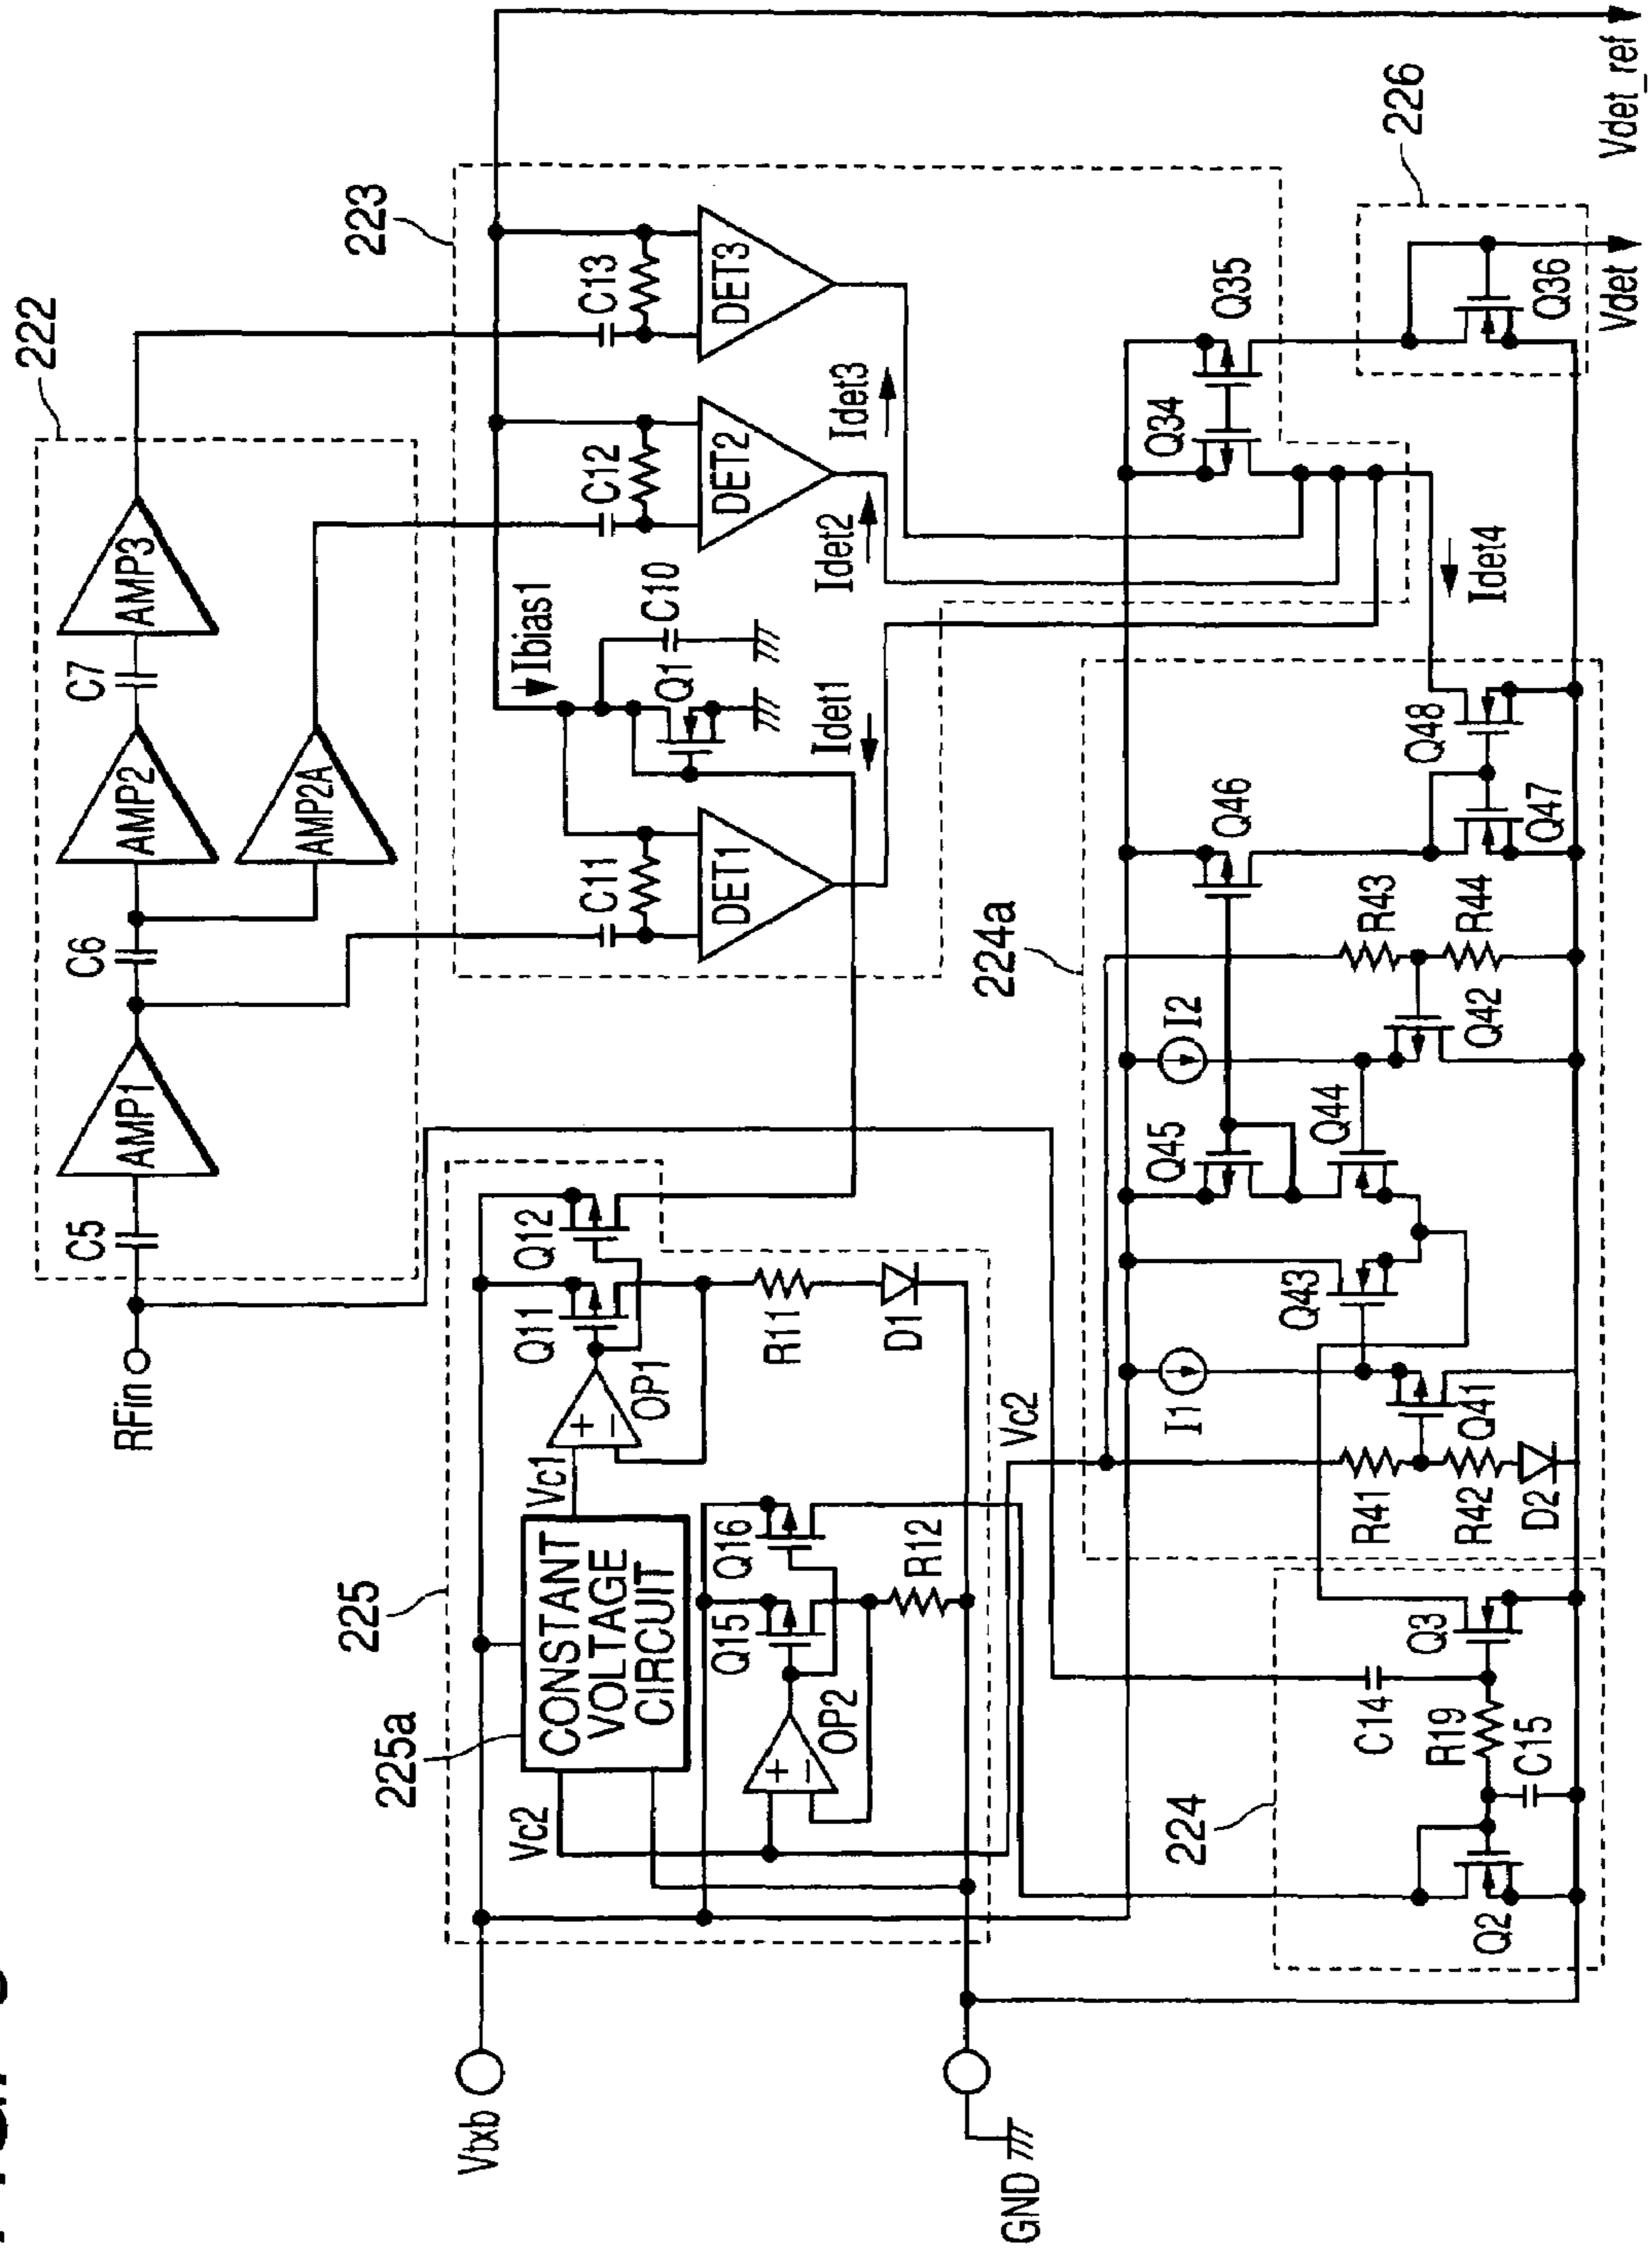 222
C5
AMP1
C6
AMP2
C7
AMP3
AMP2A
RFin
223
C11
DET1
Ibias1
C10
Q1
C12
DET2
C13
DET3
Idet1
Idet2
Idet3
Q34
Q35
225
225a
CONSTANT
VOLTAGE
CIRCUIT
Vc1
Vc2
OP1
Q11
Q12
R11
D1
OP2
Q15
Q16
R12
Vtxb
GND
Vc2
224
Q2
C15
R19
C14
Q3
224a
R41
R42
D2
Q41
I1
Q43
Q45
Q44
I2
Q42
R43
R44
Q46
Q47
Q48
Idet4
226
Q36
Vdet
Vdet_ref